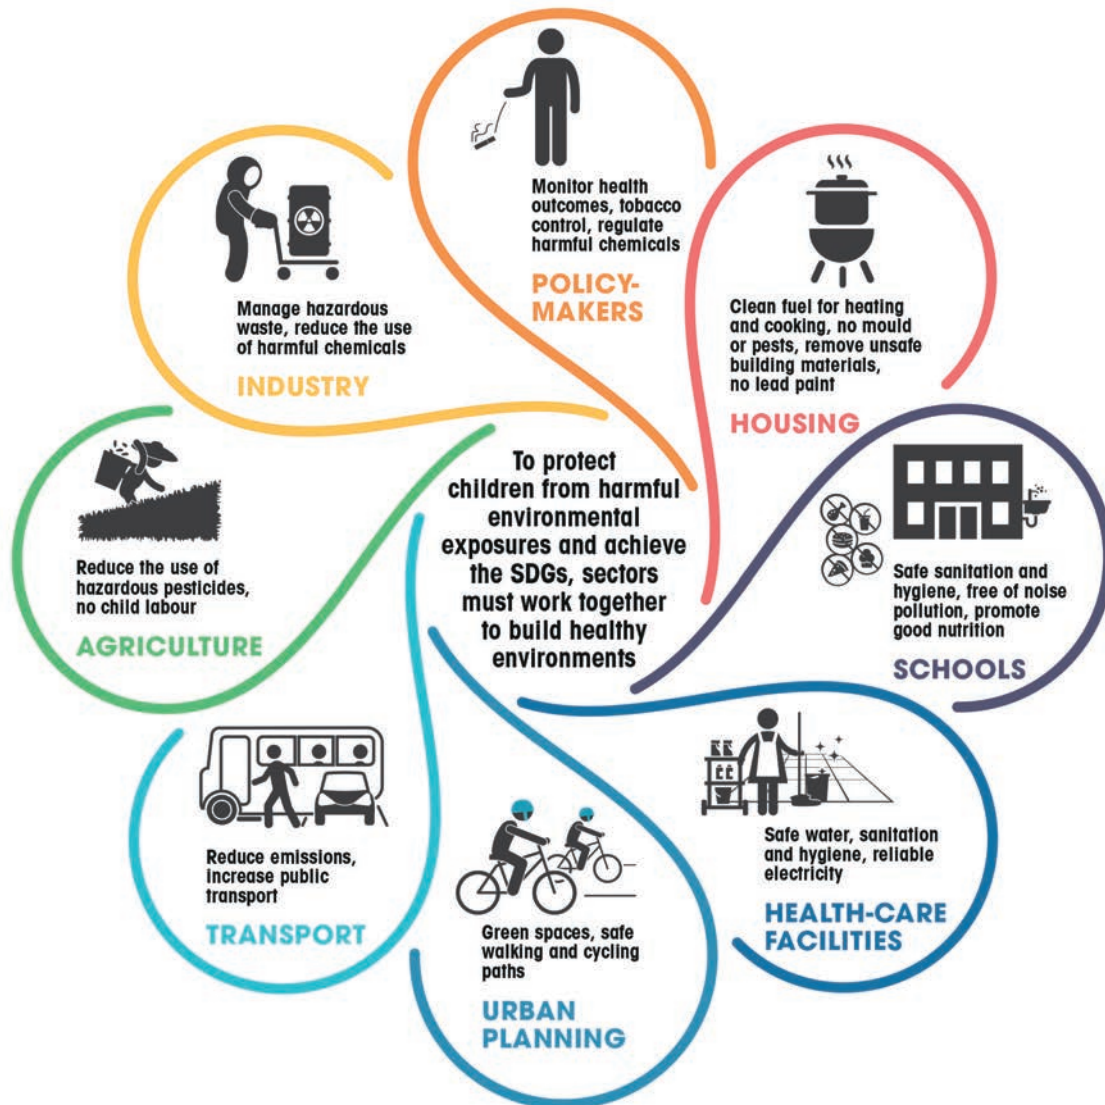 Monitor health
outcomes, tobacco
control, regulate
harmful chemicals
POLICY-
MAKERS
Clean fuel for heating
and cooking, no mould
or pests, remove unsafe
building materials,
no lead paint
HOUSING
Safe sanitation and
hygiene, free of noise
pollution, promote
good nutrition
SCHOOLS
Safe water, sanitation
and hygiene, reliable
electricity
HEALTH-CARE
FACILITIES
Green spaces, safe
walking and cycling
paths
URBAN
PLANNING
Reduce emissions,
increase public
transport
TRANSPORT
Reduce the use of
hazardous pesticides,
no child labour
AGRICULTURE
Manage hazardous
waste, reduce the use
of harmful chemicals
INDUSTRY
To protect
children from harmful
environmental
exposures and achieve
the SDGs, sectors
must work together
to build healthy
environments